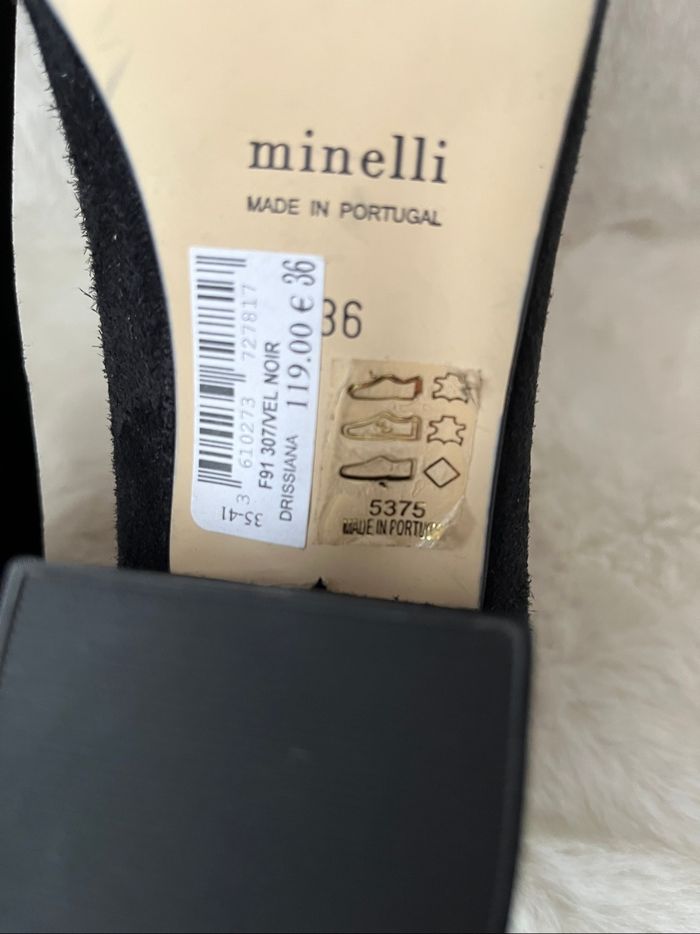 minelli
MADE IN PORTUGAL
3 610273 727817
F91 307/VEL NOIR 36
DRISSIANA 119.00 €
35-41
36
5375
MADE IN PORTUGAL